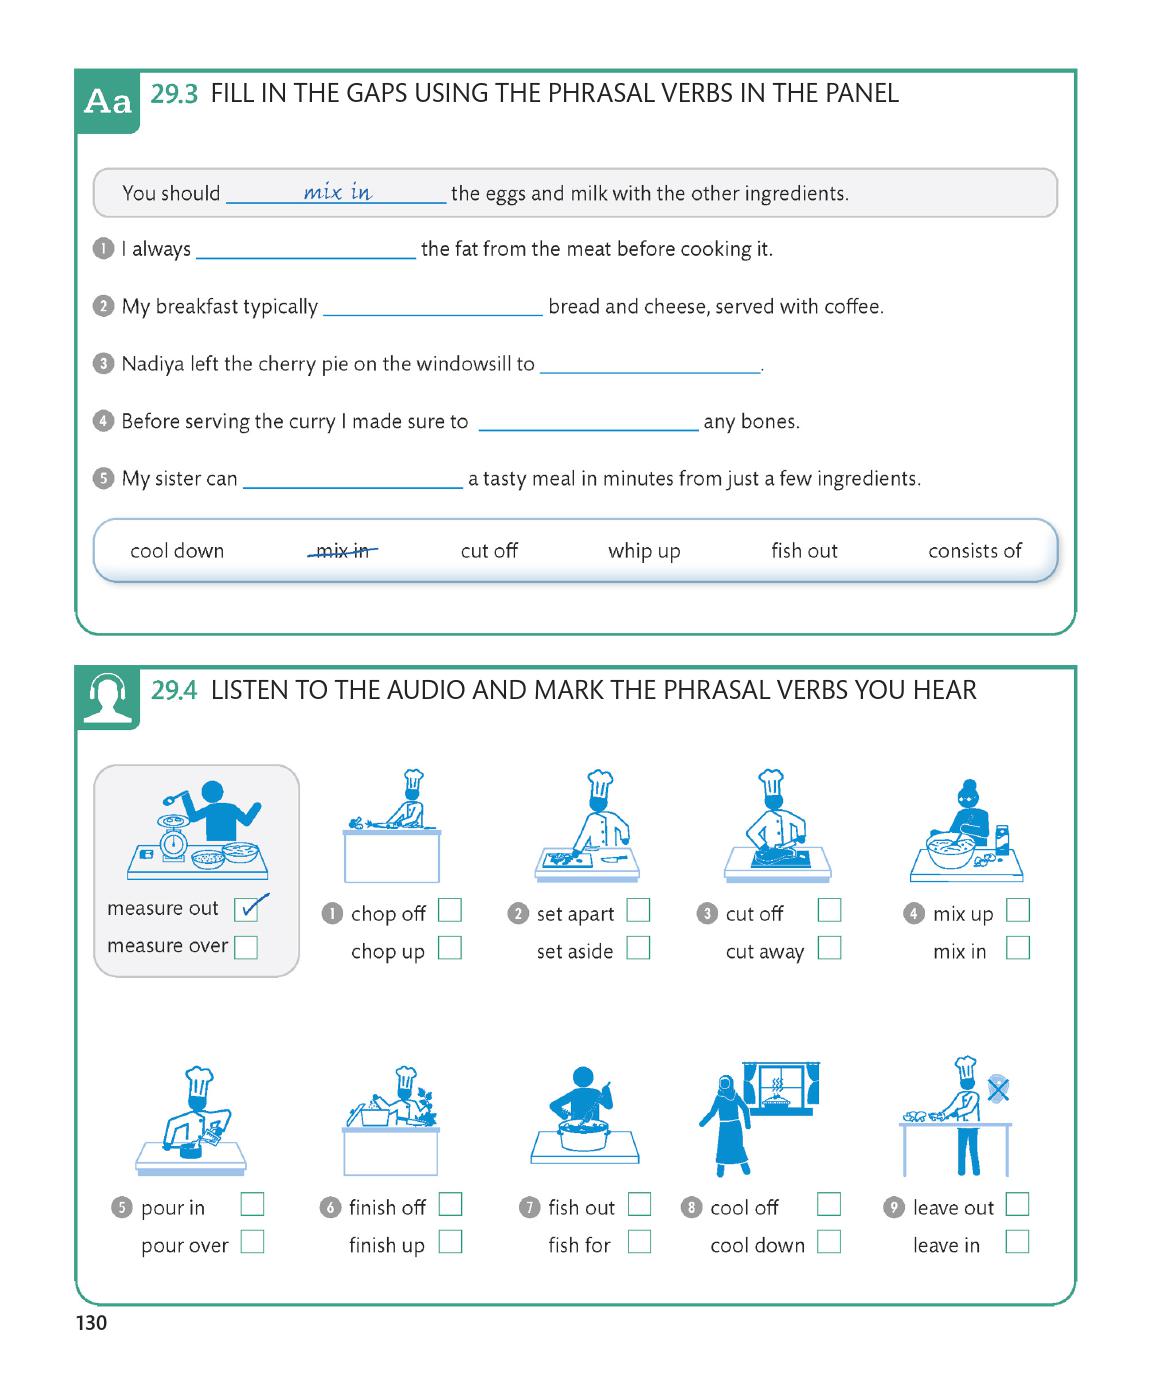 Aa 29.3 FILL IN THE GAPS USING THE PHRASAL VERBS IN THE PANEL
You should mix in the eggs and milk with the other ingredients.
1 I always ____________ the fat from the meat before cooking it.
2 My breakfast typically ____________ bread and cheese, served with coffee.
3 Nadiya left the cherry pie on the windowsill to ____________.
4 Before serving the curry I made sure to ____________ any bones.
5 My sister can ____________ a tasty meal in minutes from just a few ingredients.
cool down mix in cut off whip up fish out consists of
29.4 LISTEN TO THE AUDIO AND MARK THE PHRASAL VERBS YOU HEAR
measure out
measure over
1 chop off
chop up
2 set apart
set aside
3 cut off
cut away
4 mix up
mix in
5 pour in
pour over
6 finish off
finish up
7 fish out
fish for
8 cool off
cool down
9 leave out
leave in
130